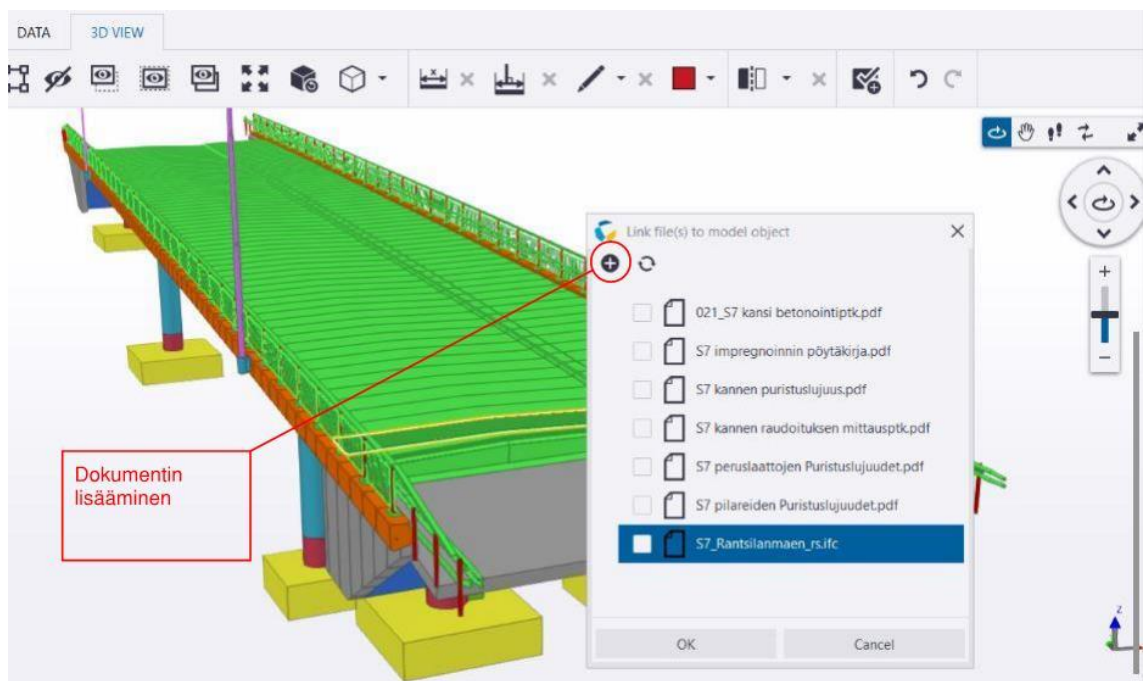 DATA
3D VIEW
Link file(s) to model object
021_S7 kansi betonointiptk.pdf
S7 impregnoinnin pöytäkirja.pdf
S7 kannen puristuslujuus.pdf
S7 kannen raudoituksen mittausptk.pdf
S7 peruslaattojen Puristuslujuudet.pdf
S7 pilareiden Puristuslujuudet.pdf
S7_Rantsilanmaen_rs.ifc
OK
Cancel
Dokumentin
lisääminen
z